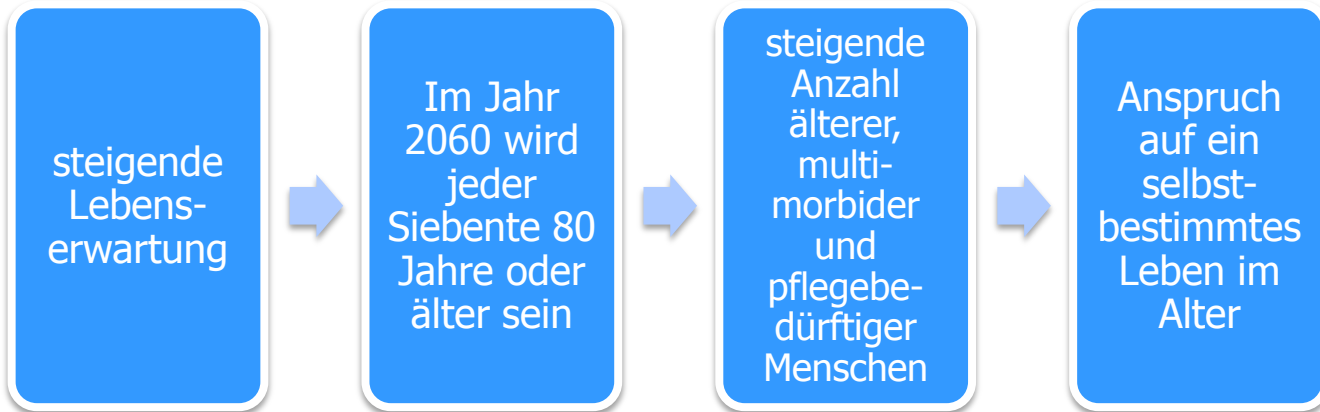 steigende
Lebens-
erwartung
Im Jahr
2060 wird
jeder
Siebente 80
Jahre oder
älter sein
steigende
Anzahl
älterer,
multi-
morbider
und
pflegebe-
dürftiger
Menschen
Anspruch
auf ein
selbst-
bestimmtes
Leben im
Alter